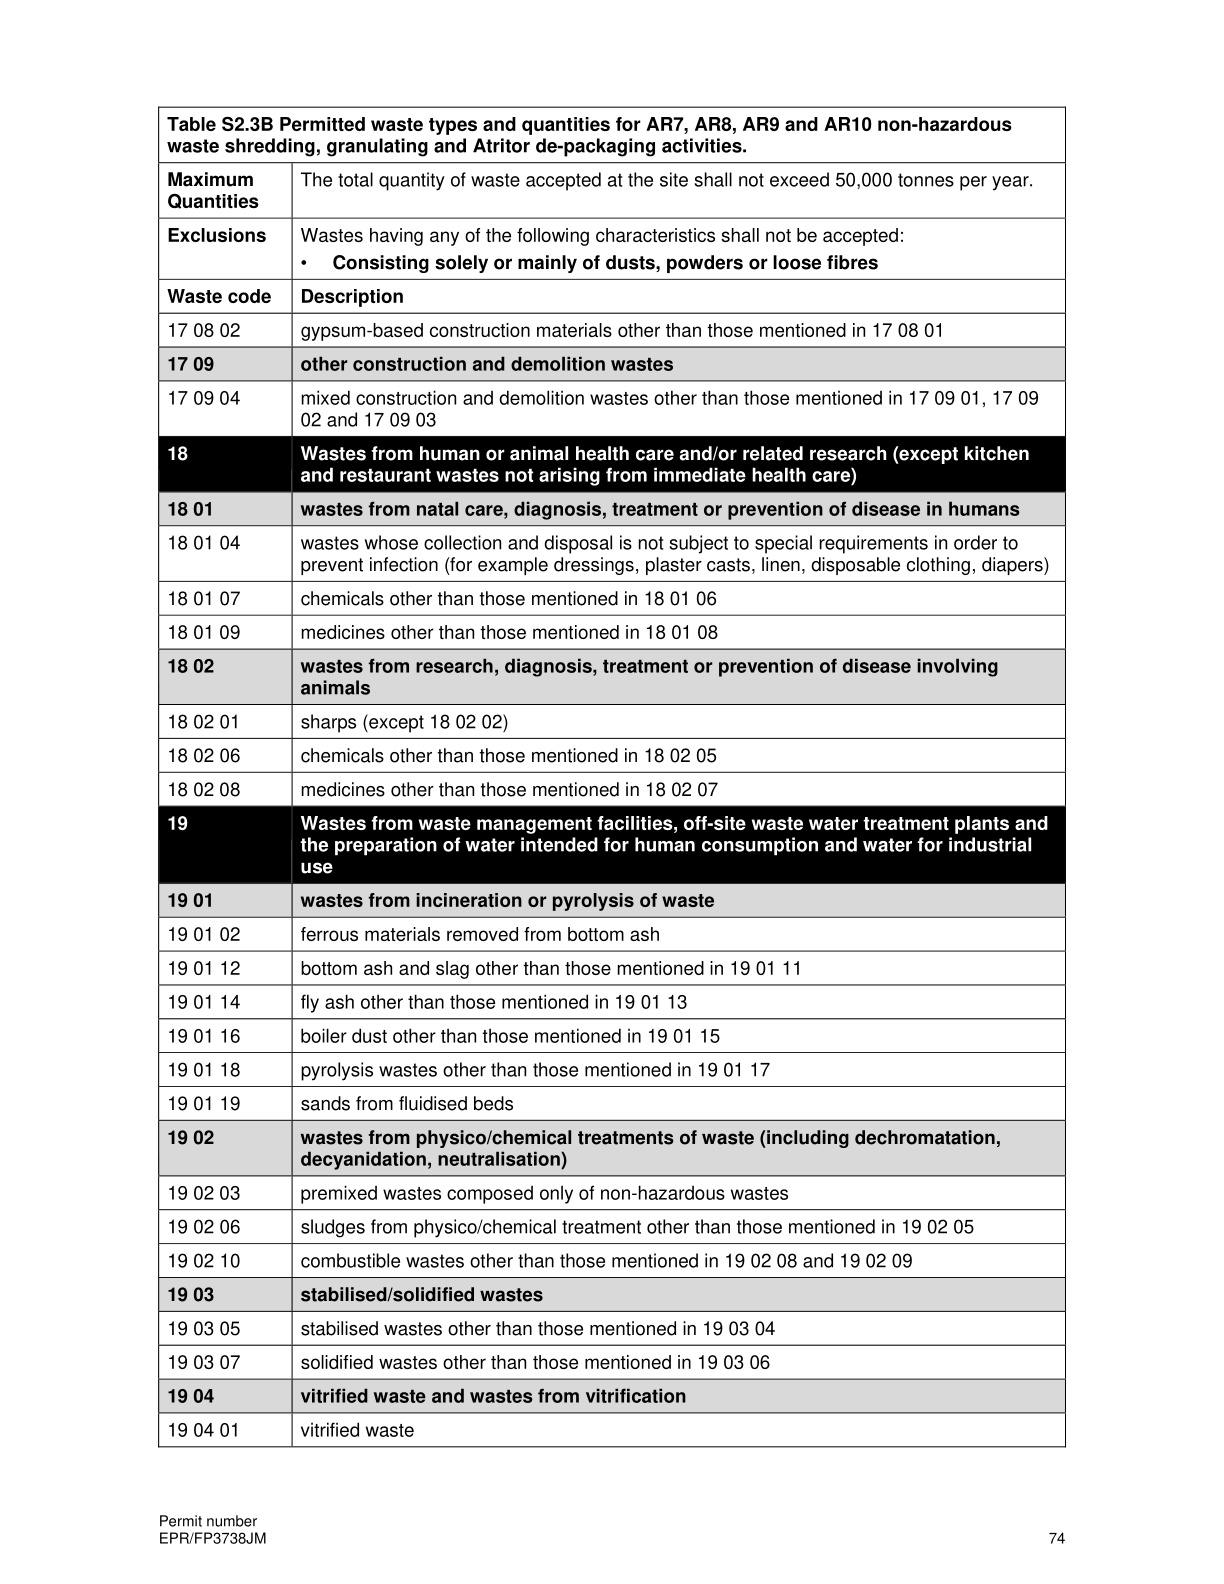 Table S2.3B Permitted waste types and quantities for AR7, AR8, AR9 and AR10 non-hazardous
waste shredding, granulating and Atritor de-packaging activities.
Maximum
Quantities
The total quantity of waste accepted at the site shall not exceed 50,000 tonnes per year.
Exclusions
Wastes having any of the following characteristics shall not be accepted:
• Consisting solely or mainly of dusts, powders or loose fibres
Waste code Description
17 08 02 gypsum-based construction materials other than those mentioned in 17 08 01
17 09 other construction and demolition wastes
17 09 04 mixed construction and demolition wastes other than those mentioned in 17 09 01, 17 09
02 and 17 09 03
18 Wastes from human or animal health care and/or related research (except kitchen
and restaurant wastes not arising from immediate health care)
18 01 wastes from natal care, diagnosis, treatment or prevention of disease in humans
18 01 04 wastes whose collection and disposal is not subject to special requirements in order to
prevent infection (for example dressings, plaster casts, linen, disposable clothing, diapers)
18 01 07 chemicals other than those mentioned in 18 01 06
18 01 09 medicines other than those mentioned in 18 01 08
18 02 wastes from research, diagnosis, treatment or prevention of disease involving
animals
18 02 01 sharps (except 18 02 02)
18 02 06 chemicals other than those mentioned in 18 02 05
18 02 08 medicines other than those mentioned in 18 02 07
19 Wastes from waste management facilities, off-site waste water treatment plants and
the preparation of water intended for human consumption and water for industrial
use
19 01 wastes from incineration or pyrolysis of waste
19 01 02 ferrous materials removed from bottom ash
19 01 12 bottom ash and slag other than those mentioned in 19 01 11
19 01 14 fly ash other than those mentioned in 19 01 13
19 01 16 boiler dust other than those mentioned in 19 01 15
19 01 18 pyrolysis wastes other than those mentioned in 19 01 17
19 01 19 sands from fluidised beds
19 02 wastes from physico/chemical treatments of waste (including dechromatation,
decyanidation, neutralisation)
19 02 03 premixed wastes composed only of non-hazardous wastes
19 02 06 sludges from physico/chemical treatment other than those mentioned in 19 02 05
19 02 10 combustible wastes other than those mentioned in 19 02 08 and 19 02 09
19 03 stabilised/solidified wastes
19 03 05 stabilised wastes other than those mentioned in 19 03 04
19 03 07 solidified wastes other than those mentioned in 19 03 06
19 04 vitrified waste and wastes from vitrification
19 04 01 vitrified waste
Permit number
EPR/FP3738JM 74